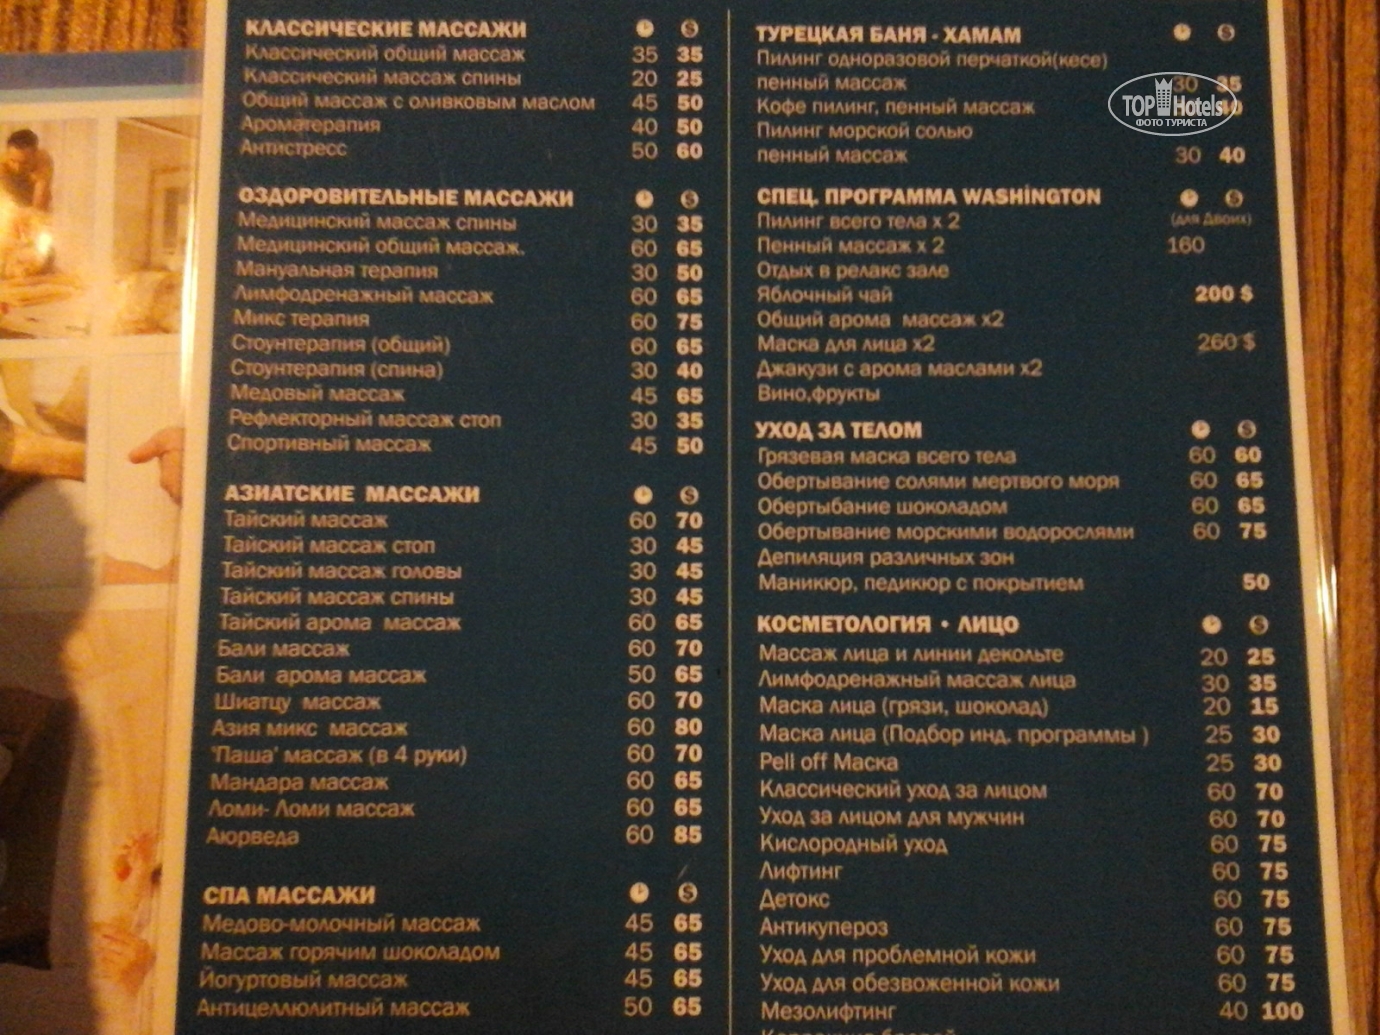 КЛАССИЧЕСКИЕ МАССАЖИ
Классический общий массаж 35 35
Классический массаж спины 20 25
Общий массаж с оливковым маслом 45 50
Ароматерапия 40 50
Антистресс 50 60
ОЗДОРОВИТЕЛЬНЫЕ МАССАЖИ
Медицинский массаж спины 30 35
Медицинский общий массаж. 60 65
Мануальная терапия 30 50
Лимфодренажный массаж 60 65
Микс терапия 60 75
Стоунтерапия (общий) 60 65
Стоунтерапия (спина) 30 40
Медовый массаж 45 65
Рефлекторный массаж стоп 30 35
Спортивный массаж 45 50
АЗИАТСКИЕ МАССАЖИ
Тайский массаж 60 70
Тайский массаж стоп 30 45
Тайский массаж головы 30 45
Тайский массаж спины 30 45
Тайский арома массаж 60 65
Бали массаж 60 70
Бали арома массаж 50 65
Шиатцу массаж 60 70
Азия микс массаж 60 80
'Паша' массаж (в 4 руки) 60 70
Мандара массаж 60 65
Ломи- Ломи массаж 60 65
Аюрведа 60 85
СПА МАССАЖИ
Медово-молочный массаж 45 65
Массаж горячим шоколадом 45 65
Йогуртовый массаж 45 65
Антицеллюлитный массаж 50 65
ТУРЕЦКАЯ БАНЯ - ХАМАМ
Пилинг одноразовой перчаткой(кесе)
пенный массаж 30 35
Кофе пилинг, пенный массаж 40
Пилинг морской солью
пенный массаж 30 40
СПЕЦ. ПРОГРАММА WASHİNGTON
(для Двоих)
Пилинг всего тела x 2
Пенный массаж x 2 160
Отдых в релакс зале
Яблочный чай 200 $
Общий арома массаж x2
Маска для лица x2 260 $
Джакузи с арома маслами x2
Вино,фрукты
УХОД ЗА ТЕЛОМ
Грязевая маска всего тела 60 60
Обертывание солями мертвого моря 60 65
Обертыбание шоколадом 60 65
Обертывание морскими водорослями 60 75
Депиляция различных зон
Маникюр, педикюр с покрытием 50
КОСМЕТОЛОГИЯ • ЛИЦО
Массаж лица и линии декольте 20 25
Лимфодренажный массаж лица 30 35
Маска лица (грязи, шоколад) 20 15
Маска лица (Подбор инд. программы ) 25 30
Pell off Маска 25 30
Классический уход за лицом 60 70
Уход за лицом для мужчин 60 70
Кислородный уход 60 75
Лифтинг 60 75
Детокс 60 75
Антикупероз 60 75
Уход для проблемной кожи 60 75
Уход для обезвоженной кожи 60 75
Мезолифтинг 40 100
TOP Hotels
ФОТО ТУРИСТА